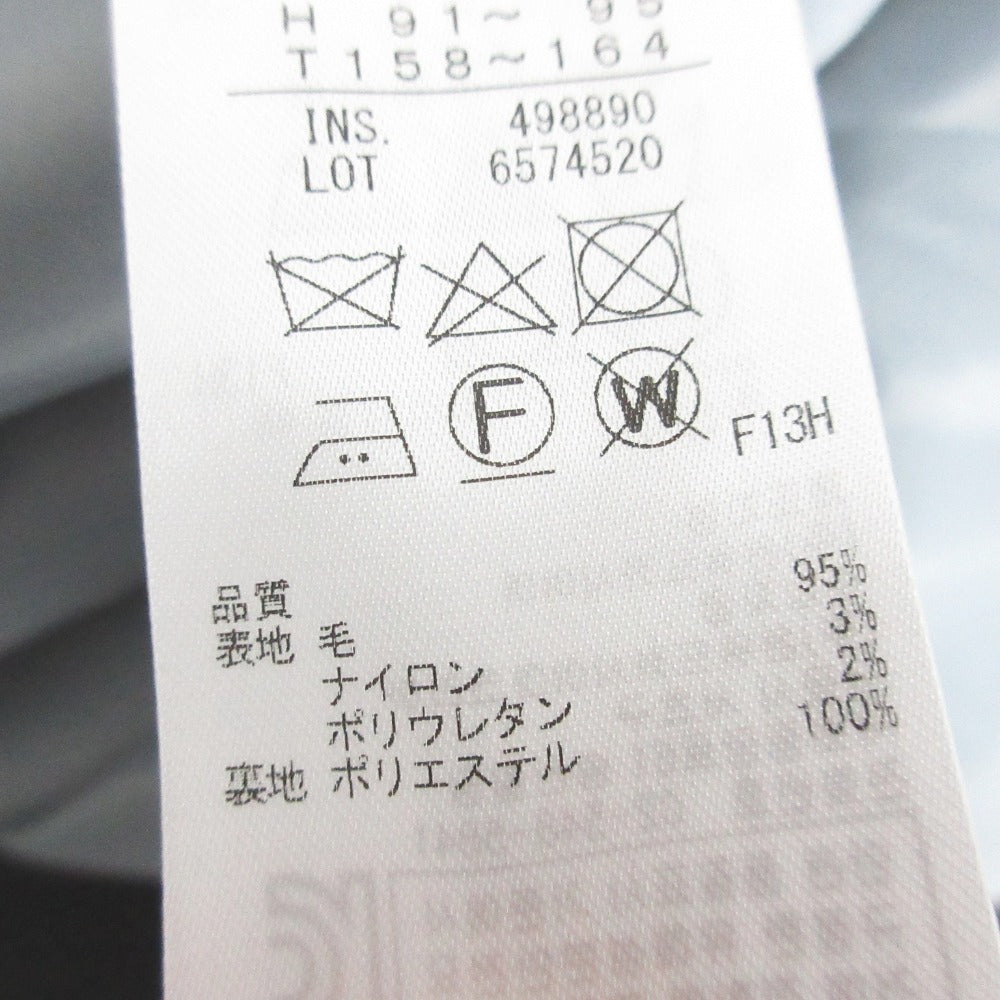 H 91～ 95
T158～164
INS. 498890
LOT 6574520
F
W
F13H
品質
表地 毛 95%
ナイロン 3%
ポリウレタン 2%
裏地 ポリエステル 100%